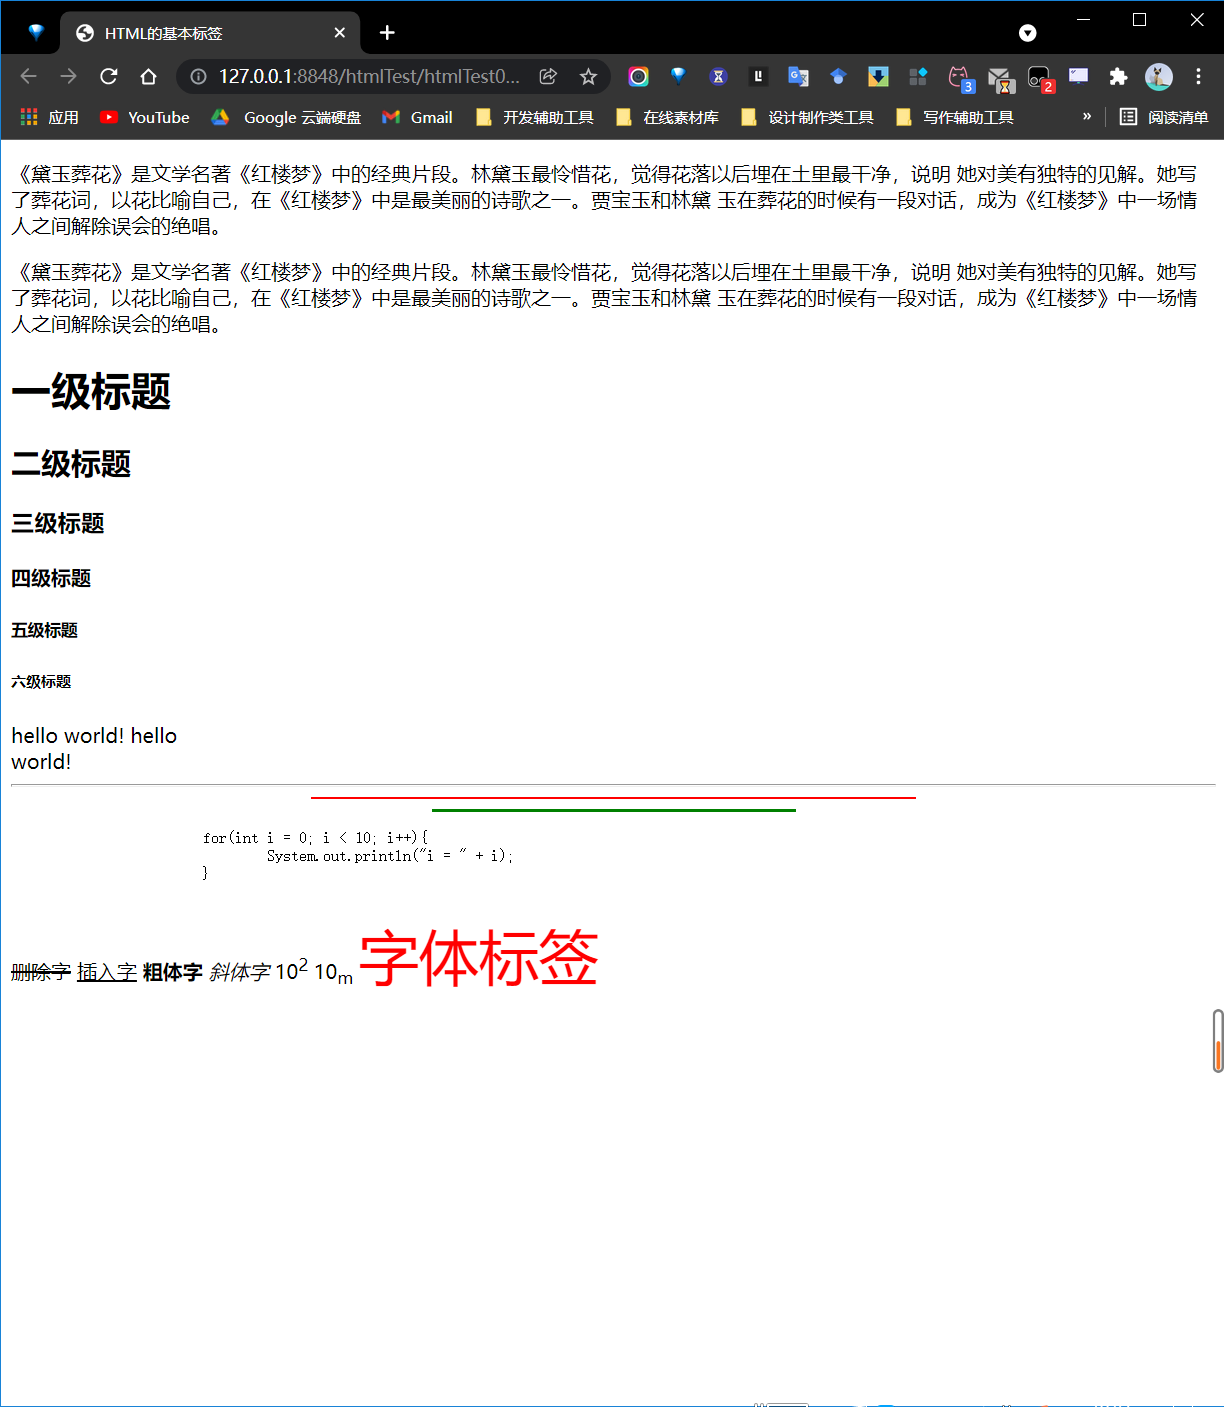 HTML的基本标签
127.0.0.1:8848/htmlTest/htmlTest0...
3
2
应用 YouTube Google 云端硬盘 Gmail 开发辅助工具 在线素材库 设计制作类工具 写作辅助工具 » 阅读清单
《黛玉葬花》是文学名著《红楼梦》中的经典片段。林黛玉最怜惜花，觉得花落以后埋在土里最干净，说明 她对美有独特的见解。她写
了葬花词，以花比喻自己，在《红楼梦》中是最美丽的诗歌之一。贾宝玉和林黛 玉在葬花的时候有一段对话，成为《红楼梦》中一场情
人之间解除误会的绝唱。
《黛玉葬花》是文学名著《红楼梦》中的经典片段。林黛玉最怜惜花，觉得花落以后埋在土里最干净，说明 她对美有独特的见解。她写
了葬花词，以花比喻自己，在《红楼梦》中是最美丽的诗歌之一。贾宝玉和林黛 玉在葬花的时候有一段对话，成为《红楼梦》中一场情
人之间解除误会的绝唱。
一级标题
二级标题
三级标题
四级标题
五级标题
六级标题
hello world! hello
world!
for(int i = 0; i < 10; i++){
System.out.println("i = " + i);
}
删除字 插入字 粗体字 斜体字 10² 10ₘ 字体标签